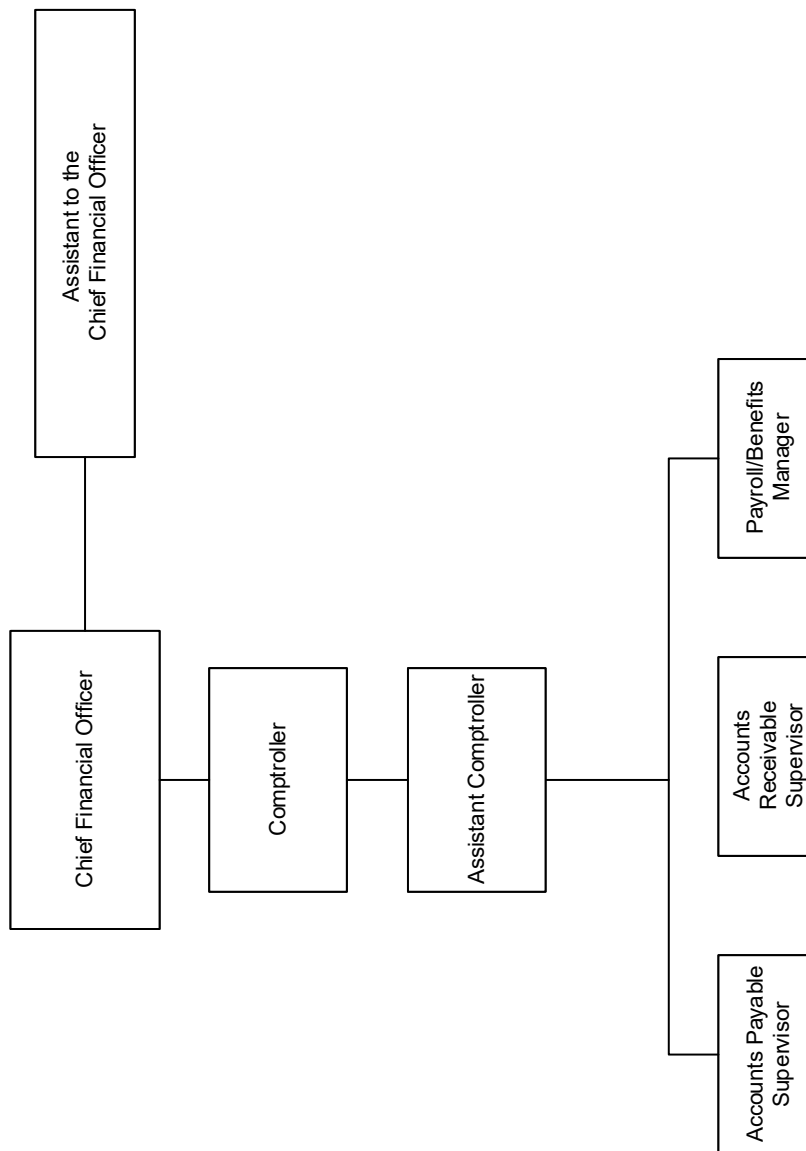 Assistant to the
Chief Financial Officer
Chief Financial Officer
Comptroller
Assistant Comptroller
Payroll/Benefits
Manager
Accounts
Receivable
Supervisor
Accounts Payable
Supervisor